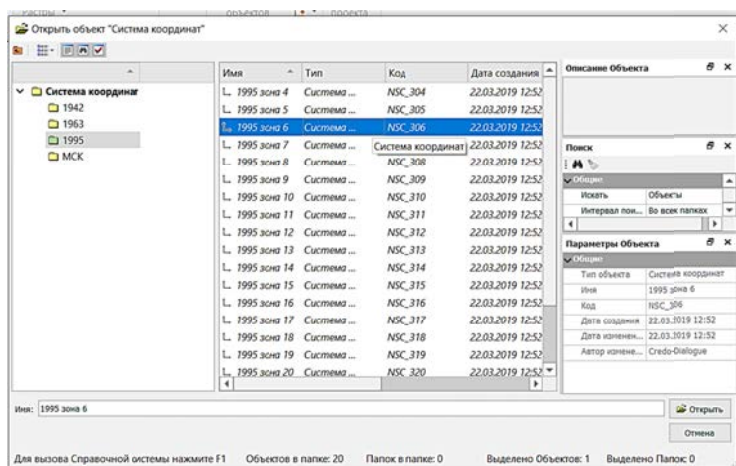 Растры объектов проекта
Открыть объект "Система координат"
Система координат
1942
1963
1995
МСК
Имя Тип Код Дата создания
1995 зона 4 Система ... NSC_304 22.03.2019 12:52
1995 зона 5 Система ... NSC_305 22.03.2019 12:52
1995 зона 6 Система ... NSC_306 22.03.2019 12:52
1995 зона 7 Система ... Система координат 22.03.2019 12:52
1995 зона 8 Система ... NSC_308 22.03.2019 12:52
1995 зона 9 Система ... NSC_309 22.03.2019 12:52
1995 зона 10 Система ... NSC_310 22.03.2019 12:52
1995 зона 11 Система ... NSC_311 22.03.2019 12:52
1995 зона 12 Система ... NSC_312 22.03.2019 12:52
1995 зона 13 Система ... NSC_313 22.03.2019 12:52
1995 зона 14 Система ... NSC_314 22.03.2019 12:52
1995 зона 15 Система ... NSC_315 22.03.2019 12:52
1995 зона 16 Система ... NSC_316 22.03.2019 12:52
1995 зона 17 Система ... NSC_317 22.03.2019 12:52
1995 зона 18 Система ... NSC_318 22.03.2019 12:52
1995 зона 19 Система ... NSC_319 22.03.2019 12:52
1995 зона 20 Система ... NSC_320 22.03.2019 12:52
Описание Объекта
Поиск
Общие
Искать Объекты
Интервал пои... Во всех папках
Параметры Объекта
Общие
Тип объекта Система координат
Имя 1995 зона 6
Код NSC_306
Дата создания 22.03.2019 12:52
Дата изменен... 22.03.2019 12:52
Автор измене... Credo-Dialogue
Имя: 1995 зона 6
Открыть
Отмена
Для вызова Справочной системы нажмите F1 Объектов в папке: 20 Папок в папке: 0 Выделено Объектов: 1 Выделено Папок: 0